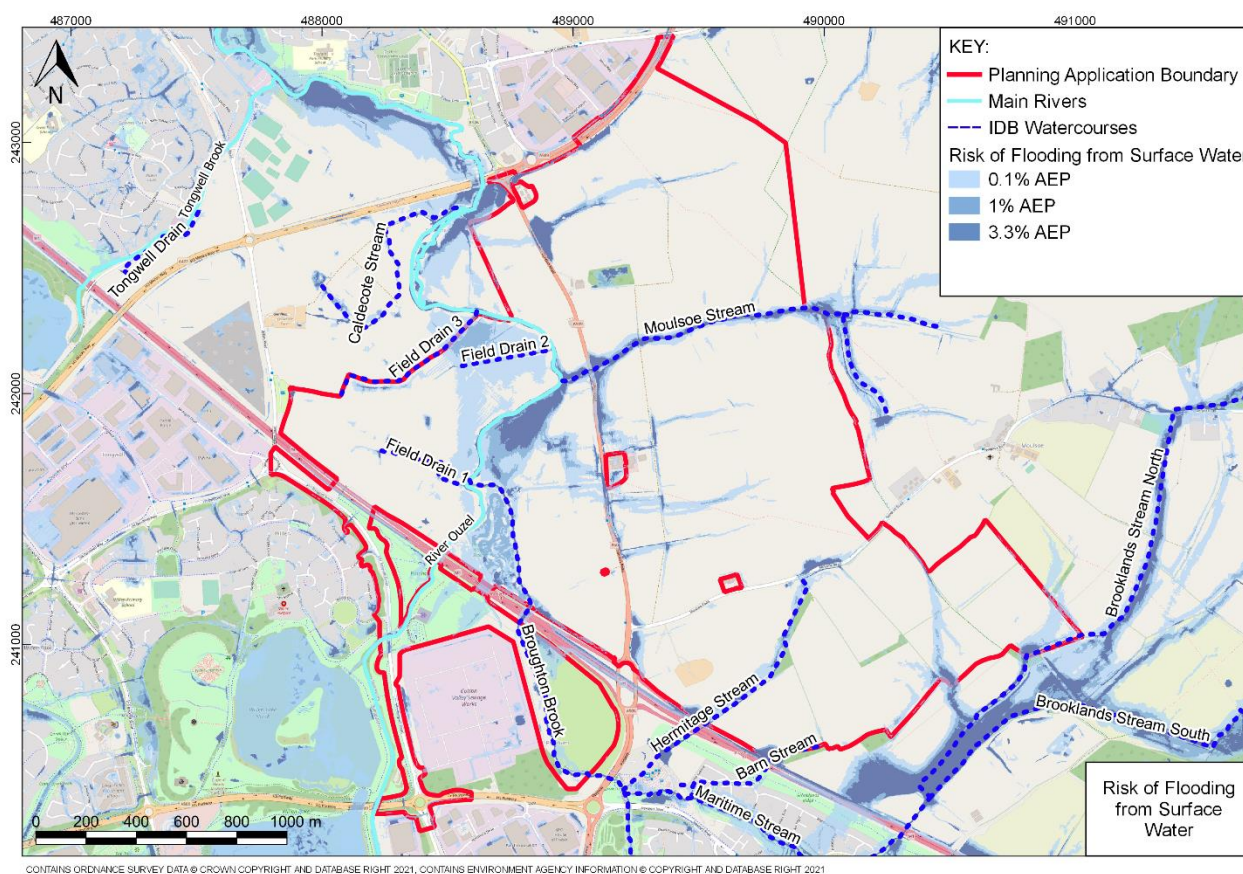 487000
488000
489000
490000
491000
243000
242000
241000
N
KEY:
Planning Application Boundary
Main Rivers
IDB Watercourses
Risk of Flooding from Surface Water
0.1% AEP
1% AEP
3.3% AEP
Tongwell Brook
Tongwell Drain
Caldecote Stream
Field Drain 3
Field Drain 2
Moulsoe Stream
Field Drain 1
River Ouzel
Moulsoe
Brooklands Stream North
Broughton Brook
Hermitage Stream
Barn Stream
Maritime Stream
Brooklands Stream South
0 200 400 600 800 1000 m
Risk of Flooding
from Surface
Water
CONTAINS ORDNANCE SURVEY DATA © CROWN COPYRIGHT AND DATABASE RIGHT 2021, CONTAINS ENVIRONMENT AGENCY INFORMATION © COPYRIGHT AND DATABASE RIGHT 2021